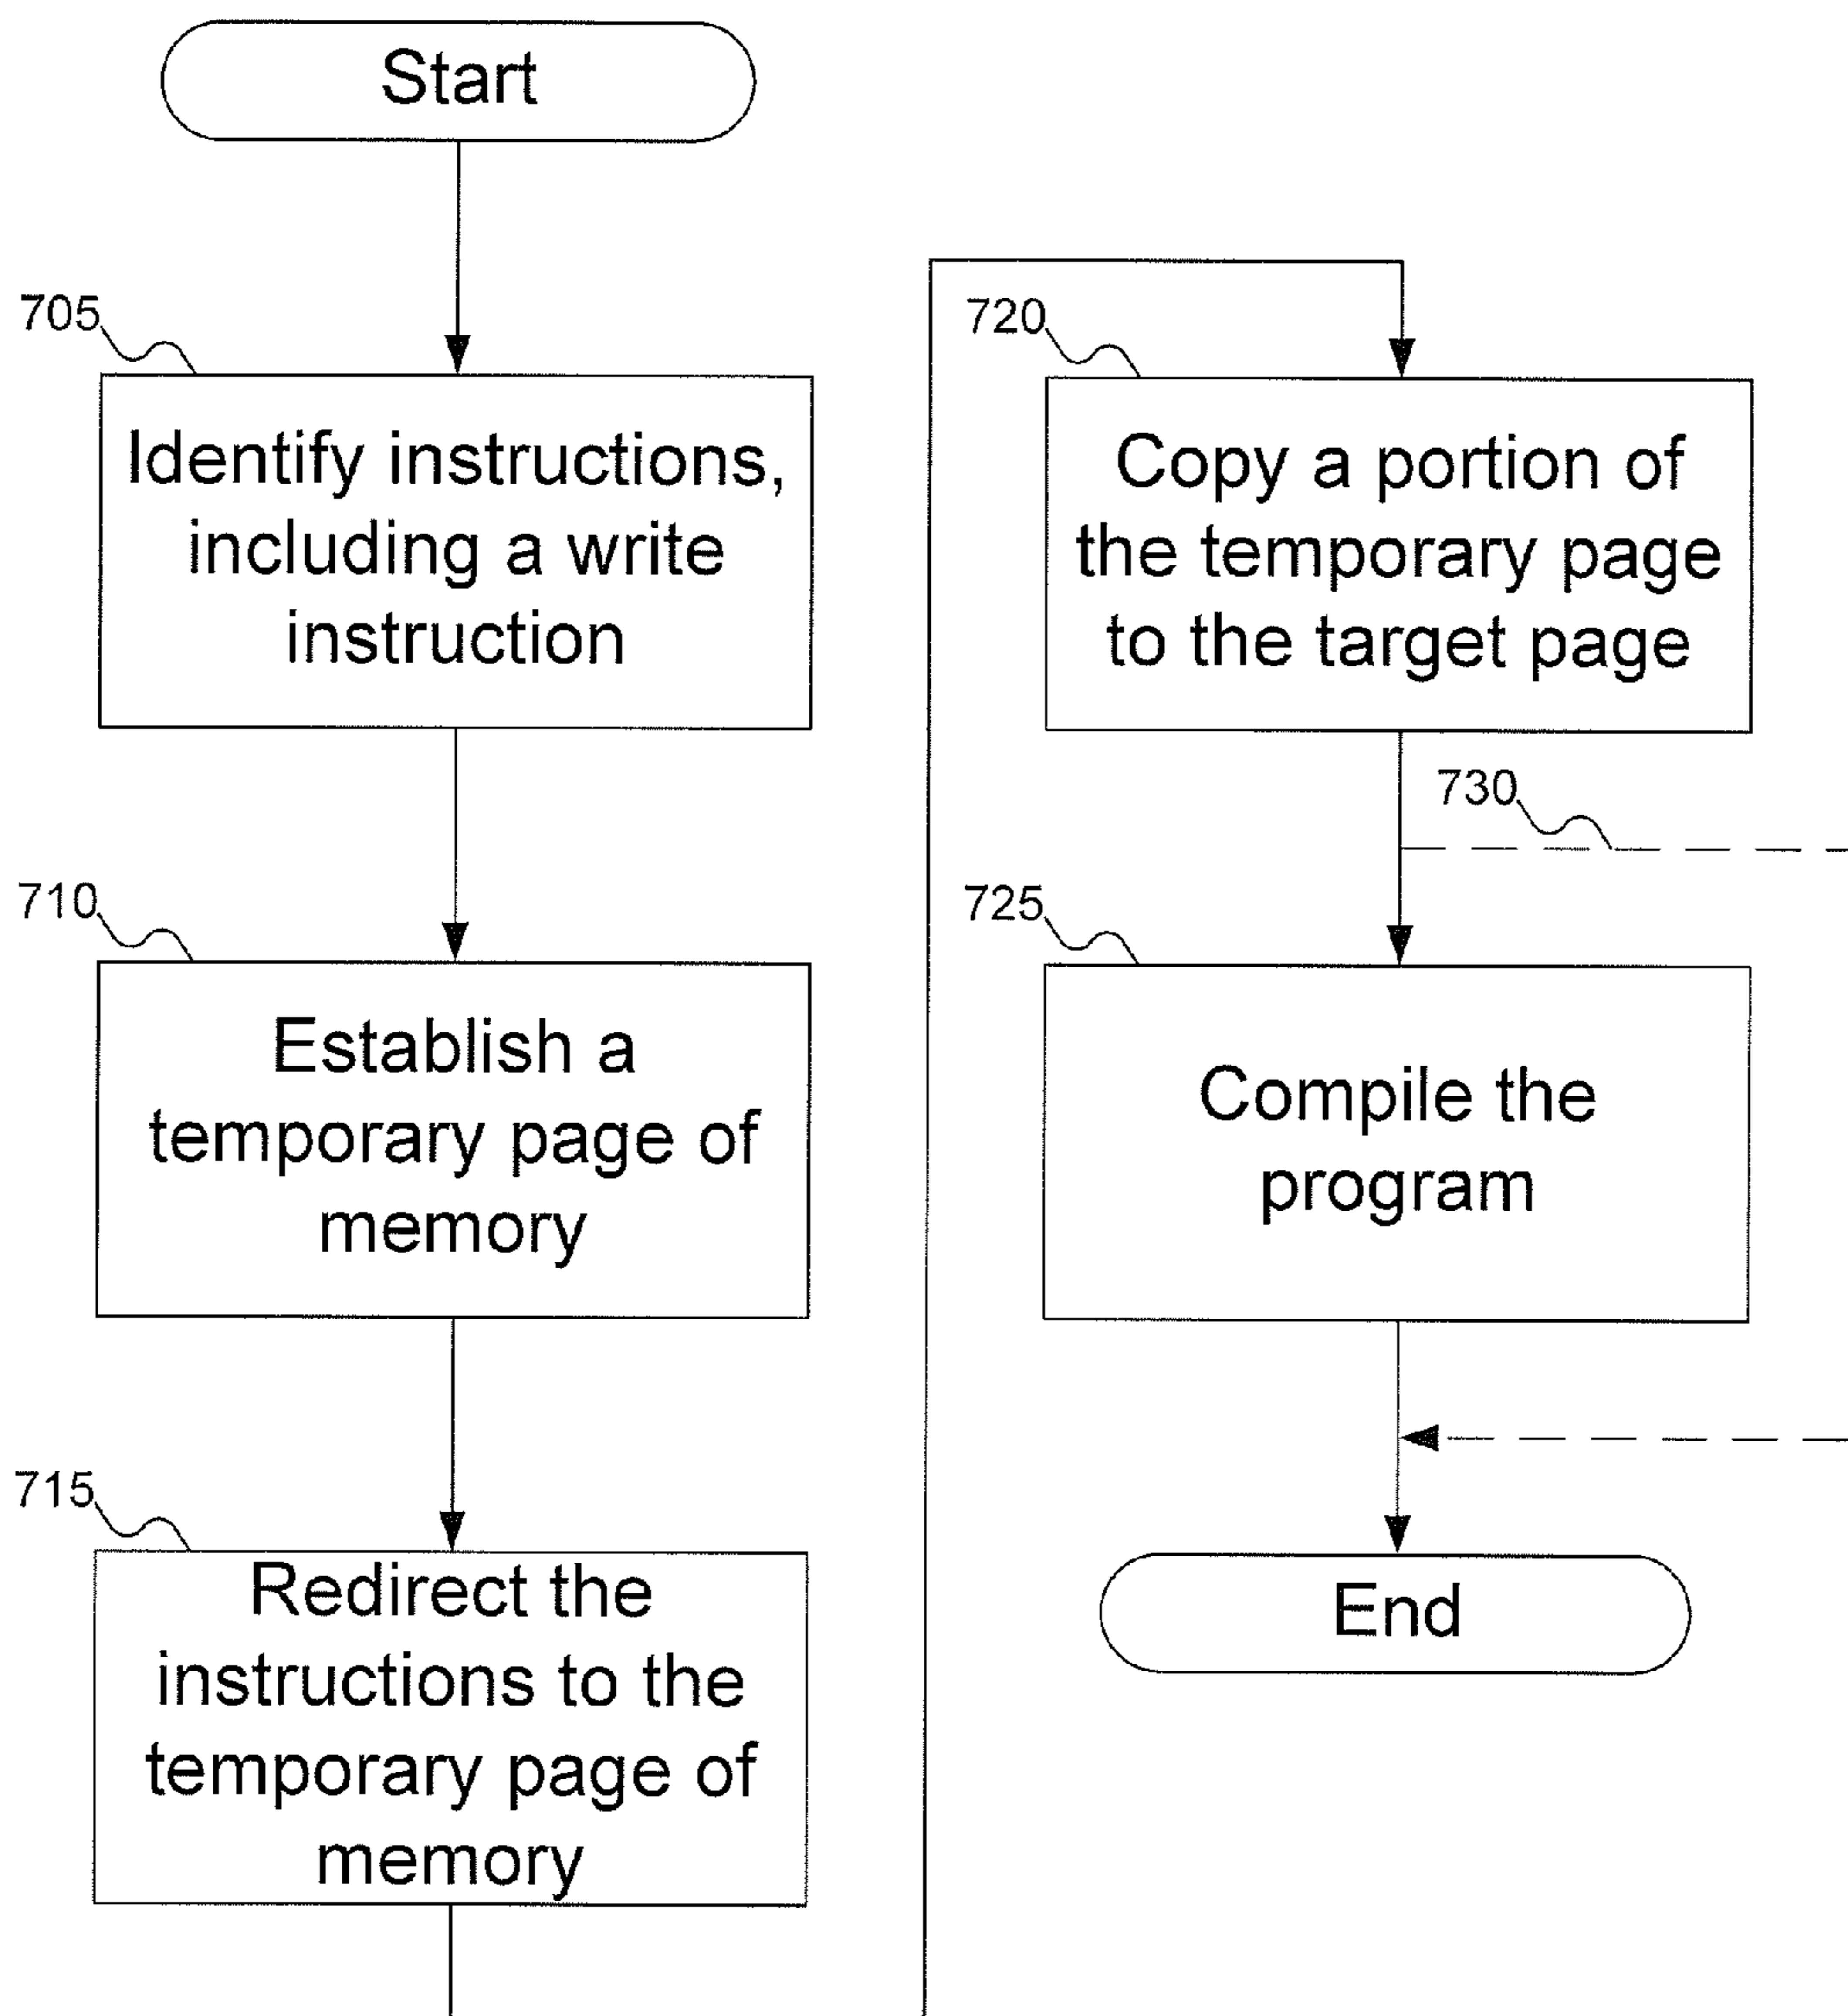 Start
705
Identify instructions,
including a write
instruction
710
Establish a
temporary page of
memory
715
Redirect the
instructions to the
temporary page of
memory
720
Copy a portion of
the temporary page
to the target page
730
725
Compile the
program
End